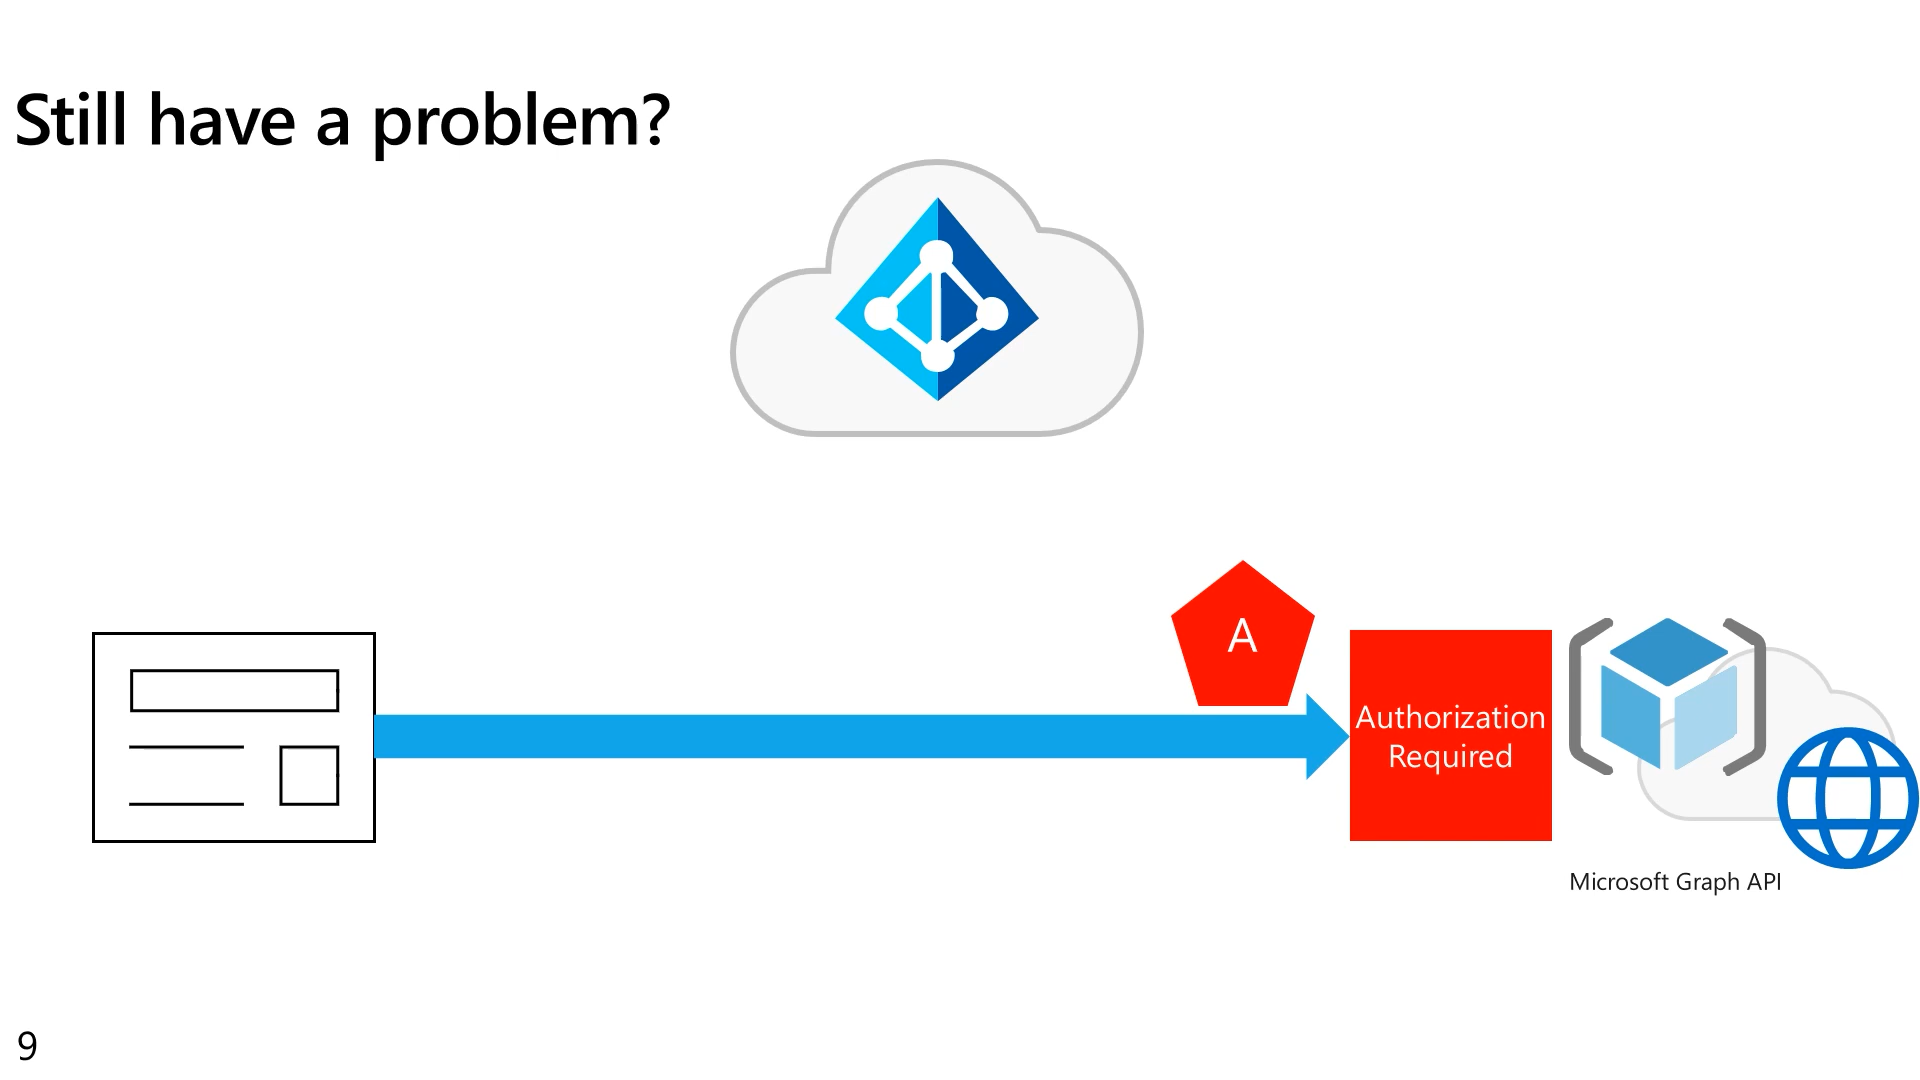 Still have a problem?
A
Authorization
Required
Microsoft Graph API
9